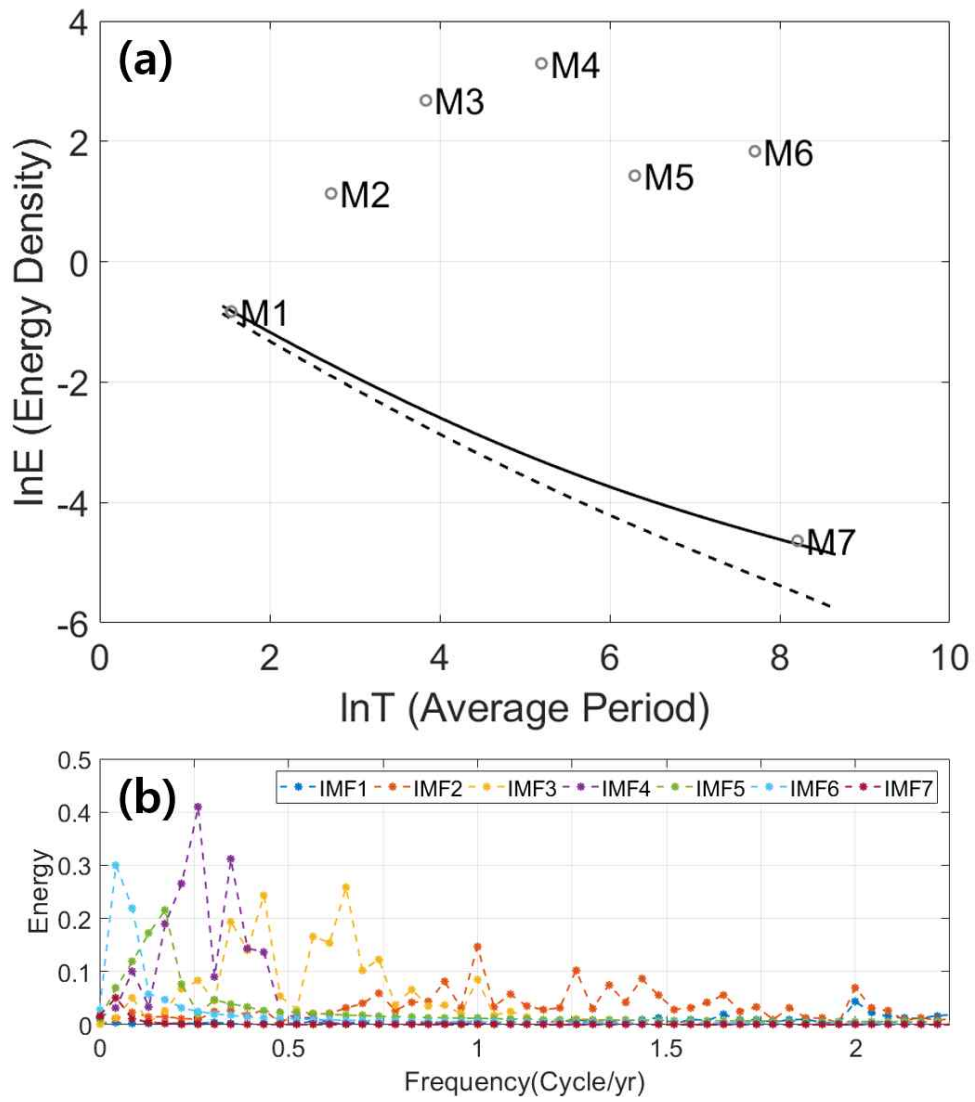 (a)
4
2
0
-2
-4
-6
lnE (Energy Density)
M1
M2
M3
M4
M5
M6
M7
0 2 4 6 8 10
lnT (Average Period)
(b)
0.5
0.4
0.3
0.2
0.1
0
Energy
IMF1 IMF2 IMF3 IMF4 IMF5 IMF6 IMF7
0 0.5 1 1.5 2
Frequency(Cycle/yr)